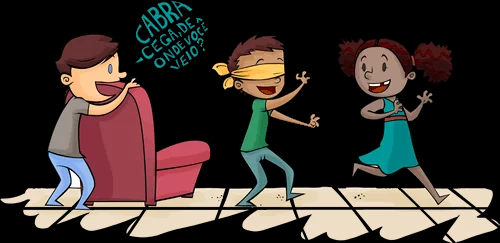 CABRA
-CEGA, DE
ONDE VOCÊ
VEIO?